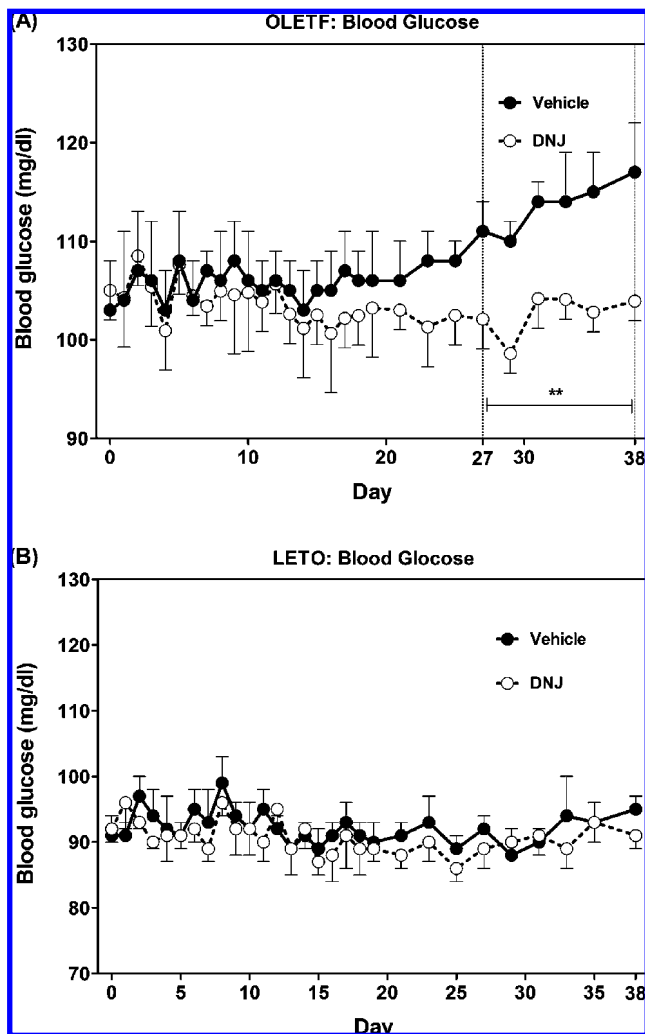 (A)
OLETF: Blood Glucose
130
120
110
100
90
Blood glucose (mg/dl)
Vehicle
DNJ
**
0
10
20
27
30
38
Day
(B)
LETO: Blood Glocose
130
120
110
100
90
80
70
Blood glucose (mg/dl)
Vehicle
DNJ
0
5
10
15
20
25
30
35
38
Day